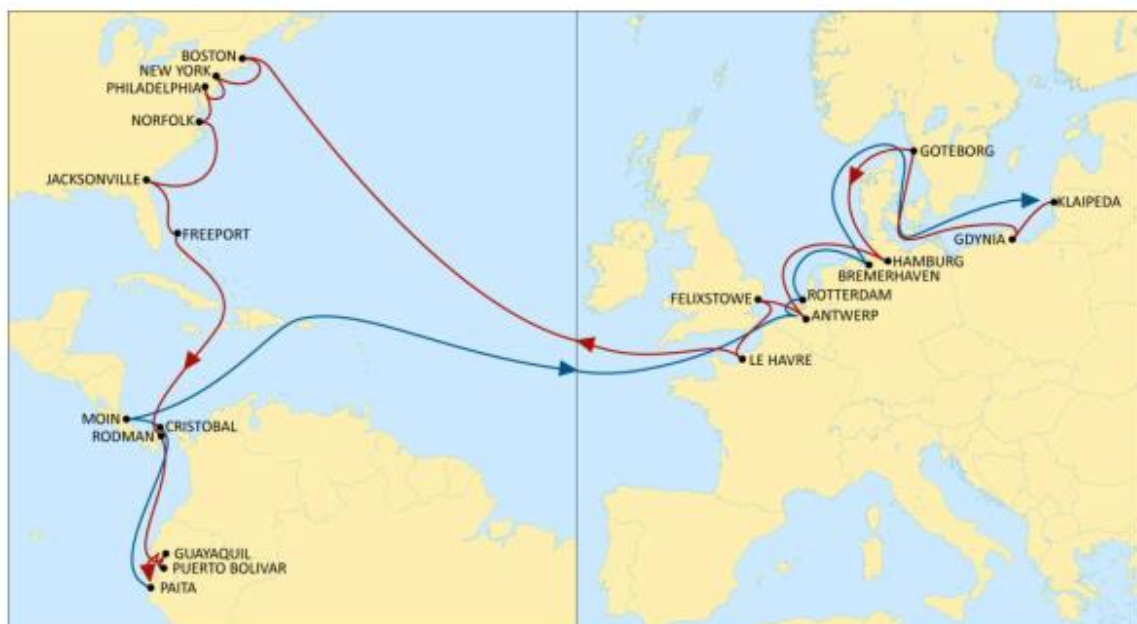 BOSTON
NEW YORK
PHILADELPHIA
NORFOLK
JACKSONVILLE
FREEPORT
MOIN
CRISTOBAL
RODMAN
GUAYAQUIL
PUERTO BOLIVAR
PAITA
GOTEBORG
KLAIPEDA
GDYNIA
HAMBURG
BREMERHAVEN
FELIXSTOWE
ROTTERDAM
ANTWERP
LE HAVRE